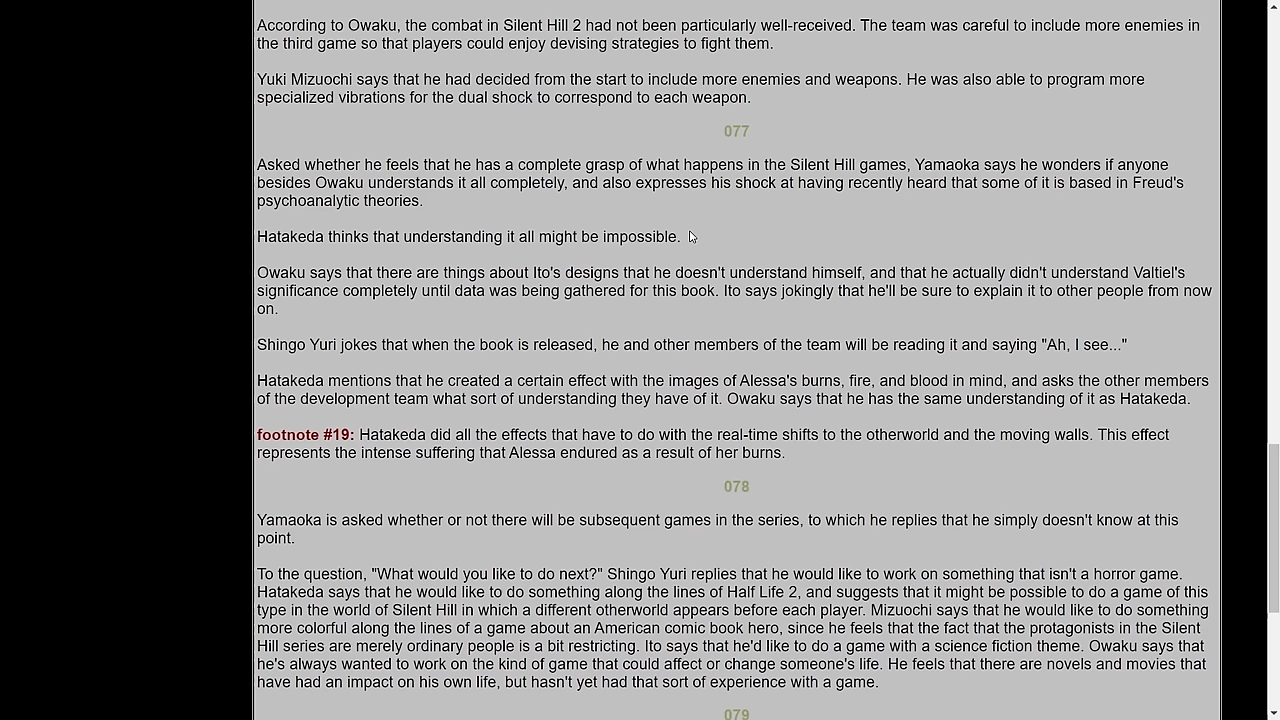 According to Owaku, the combat in Silent Hill 2 had not been particularly well-received. The team was careful to include more enemies in
the third game so that players could enjoy devising strategies to fight them.
Yuki Mizuochi says that he had decided from the start to include more enemies and weapons. He was also able to program more
specialized vibrations for the dual shock to correspond to each weapon.
077
Asked whether he feels that he has a complete grasp of what happens in the Silent Hill games, Yamaoka says he wonders if anyone
besides Owaku understands it all completely, and also expresses his shock at having recently heard that some of it is based in Freud's
psychoanalytic theories.
Hatakeda thinks that understanding it all might be impossible.
Owaku says that there are things about Ito's designs that he doesn't understand himself, and that he actually didn't understand Valtiel's
significance completely until data was being gathered for this book. Ito says jokingly that he'll be sure to explain it to other people from now
on.
Shingo Yuri jokes that when the book is released, he and other members of the team will be reading it and saying "Ah, I see..."
Hatakeda mentions that he created a certain effect with the images of Alessa's burns, fire, and blood in mind, and asks the other members
of the development team what sort of understanding they have of it. Owaku says that he has the same understanding of it as Hatakeda.
footnote #19: Hatakeda did all the effects that have to do with the real-time shifts to the otherworld and the moving walls. This effect
represents the intense suffering that Alessa endured as a result of her burns.
078
Yamaoka is asked whether or not there will be subsequent games in the series, to which he replies that he simply doesn't know at this
point.
To the question, "What would you like to do next?" Shingo Yuri replies that he would like to work on something that isn't a horror game.
Hatakeda says that he would like to do something along the lines of Half Life 2, and suggests that it might be possible to do a game of this
type in the world of Silent Hill in which a different otherworld appears before each player. Mizuochi says that he would like to do something
more colorful along the lines of a game about an American comic book hero, since he feels that the fact that the protagonists in the Silent
Hill series are merely ordinary people is a bit restricting. Ito says that he'd like to do a game with a science fiction theme. Owaku says that
he's always wanted to work on the kind of game that could affect or change someone's life. He feels that there are novels and movies that
have had an impact on his own life, but hasn't yet had that sort of experience with a game.
079